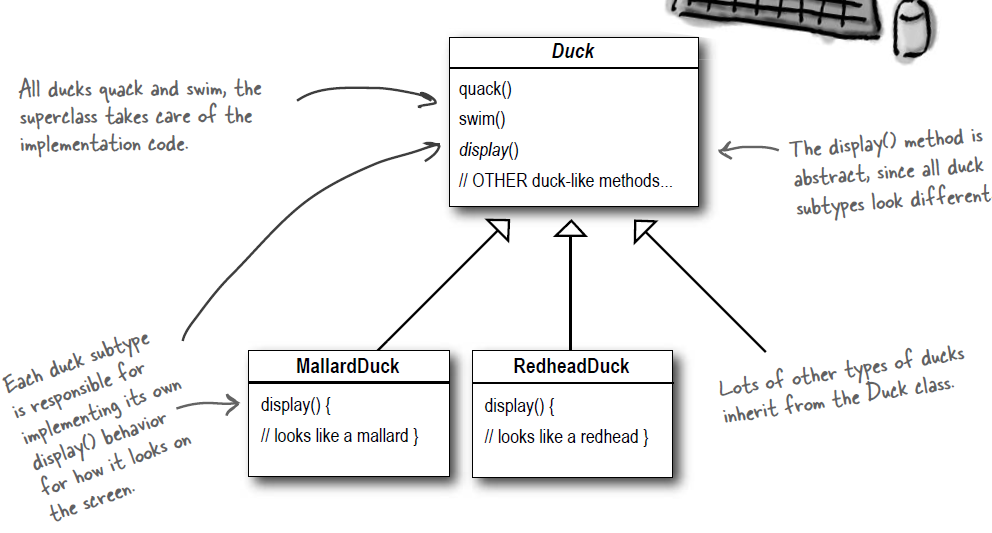 Duck
quack()
swim()
display()
// OTHER duck-like methods...
All ducks quack and swim, the
superclass takes care of the
implementation code.
The display() method is
abstract, since all duck
subtypes look different
Each duck subtype
is responsible for
implementing its own
display() behavior
for how it looks on
the screen.
MallardDuck
display() {
// looks like a mallard }
RedheadDuck
display() {
// looks like a redhead }
Lots of other types of ducks
inherit from the Duck class.